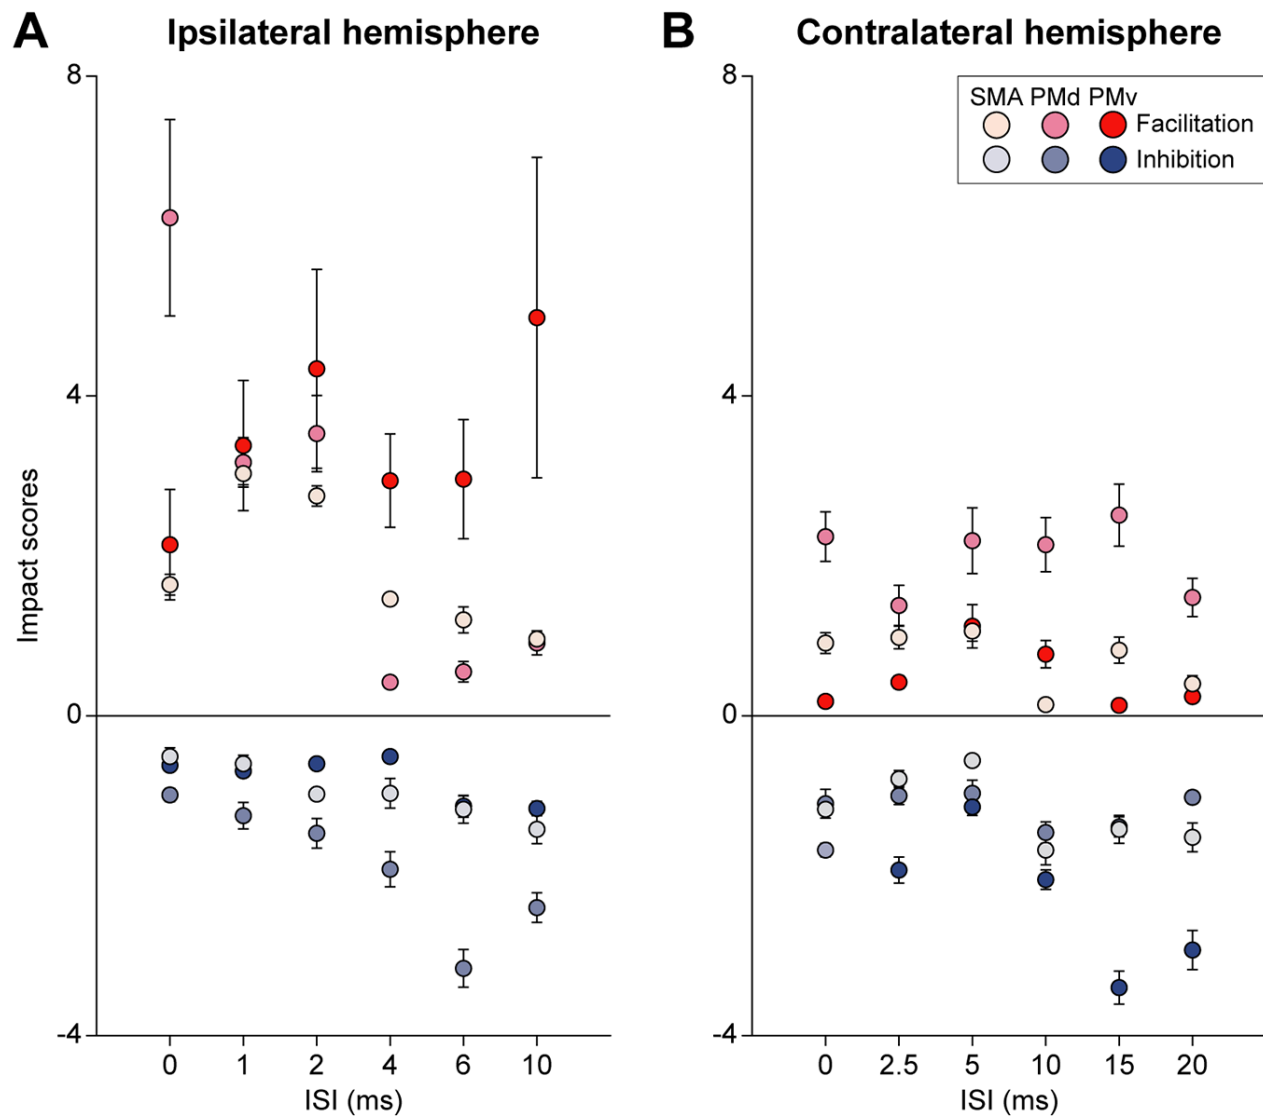 A Ipsilateral hemisphere
B Contralateral hemisphere
SMA PMd PMv
Facilitation
Inhibition
Impact scores
8
4
0
-4
0 1 2 4 6 10
ISI (ms)
8
4
0
-4
0 2.5 5 10 15 20
ISI (ms)